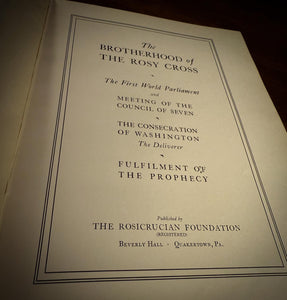 The
BROTHERHOOD of
THE ROSY CROSS
The First World Parliament
and
MEETING OF THE
COUNCIL OF SEVEN
THE CONSECRATION
OF WASHINGTON
The Deliverer
FULFILMENT OF
THE PROPHECY
Published by
THE ROSICRUCIAN FOUNDATION
(REGISTERED)
BEVERLY HALL - QUAKERTOWN, PA.